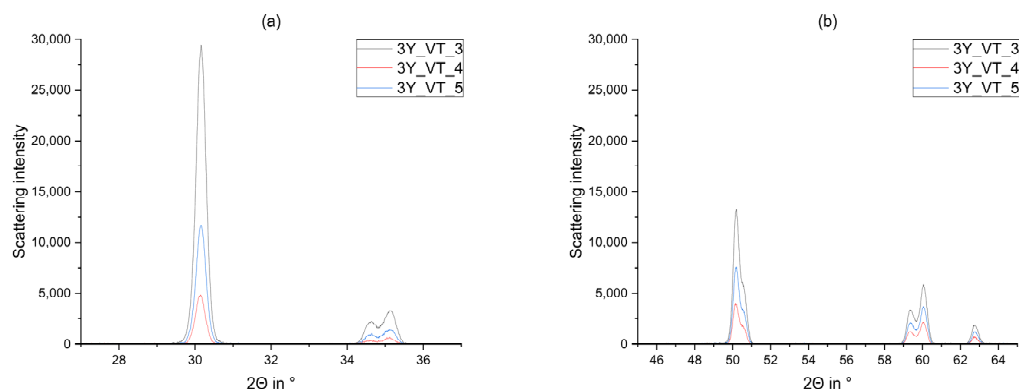 (a)
30,000
25,000
20,000
15,000
10,000
5,000
0
Scattering intensity
28 30 32 34 36
2Θ in °
3Y_VT_3
3Y_VT_4
3Y_VT_5
(b)
30,000
25,000
20,000
15,000
10,000
5,000
0
Scattering intensity
46 48 50 52 54 56 58 60 62 64
2Θ in °
3Y_VT_3
3Y_VT_4
3Y_VT_5